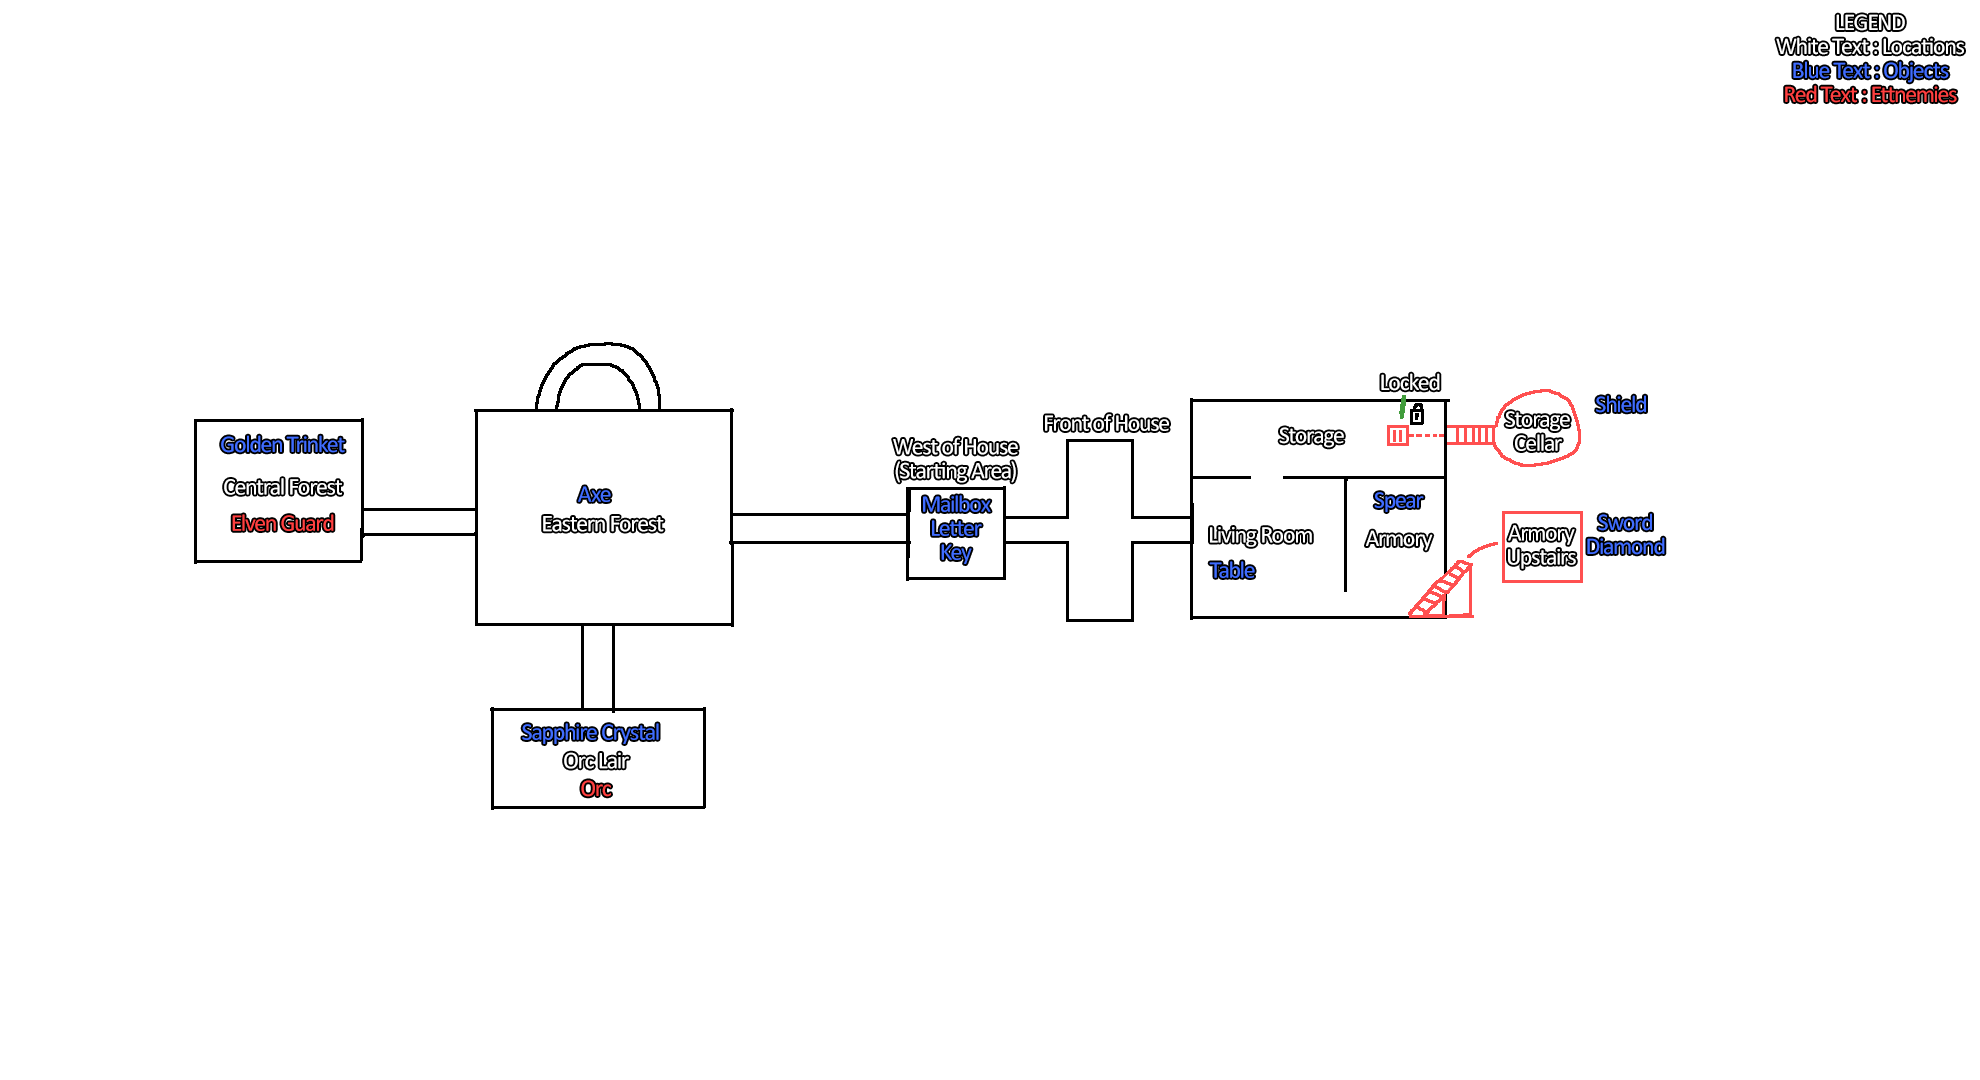 LEGEND
White Text : Locations
Blue Text : Objects
Red Text : Ettnemies
Golden Trinket
Central Forest
Elven Guard
Axe
Eastern Forest
Sapphire Crystal
Orc Lair
Orc
West of House
(Starting Area)
Mailbox
Letter
Key
Front of House
Locked
Storage
Storage
Cellar
Shield
Living Room
Table
Spear
Armory
Armory
Upstairs
Sword
Diamond